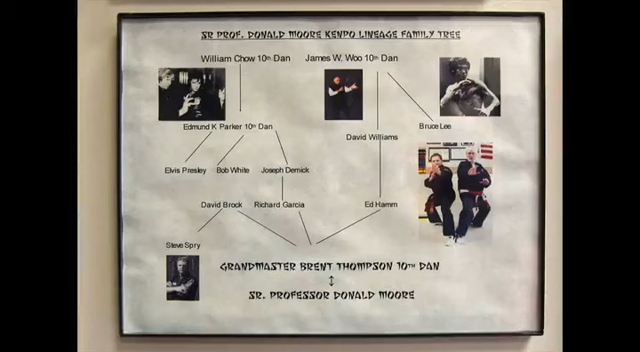 SR PROF. DONALD MOORE KENPO LINEAGE FAMILY TREE
William Chow 10th Dan James W. Woo 10th Dan
Edmund K Parker 10th Dan Bruce Lee
David Williams
Elvis Presley Bob White Joseph Dimick
David Brock Richard Garcia Ed Hamm
Steve Spry
GRANDMASTER BRENT THOMPSON 10TH DAN
SR. PROFESSOR DONALD MOORE